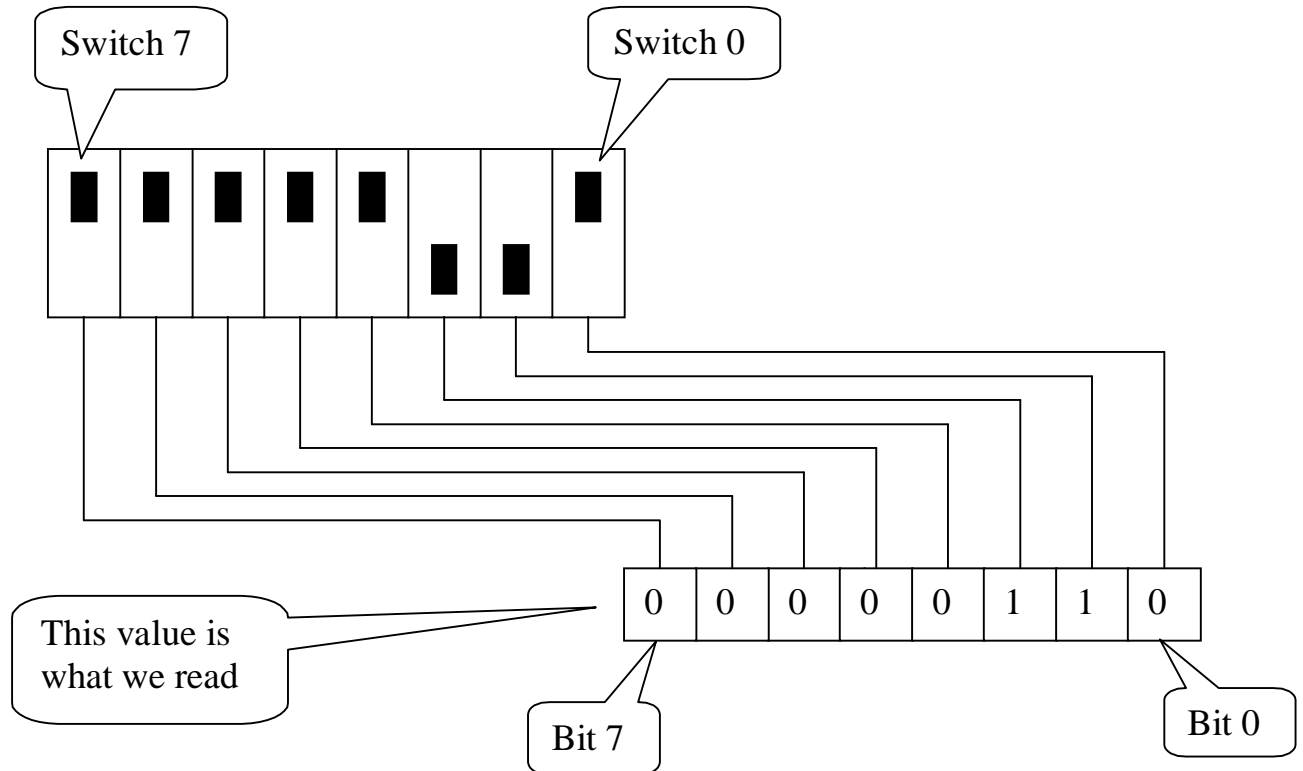 Switch 7
Switch 0
0 0 0 0 0 1 1 0
This value is
what we read
Bit 7
Bit 0